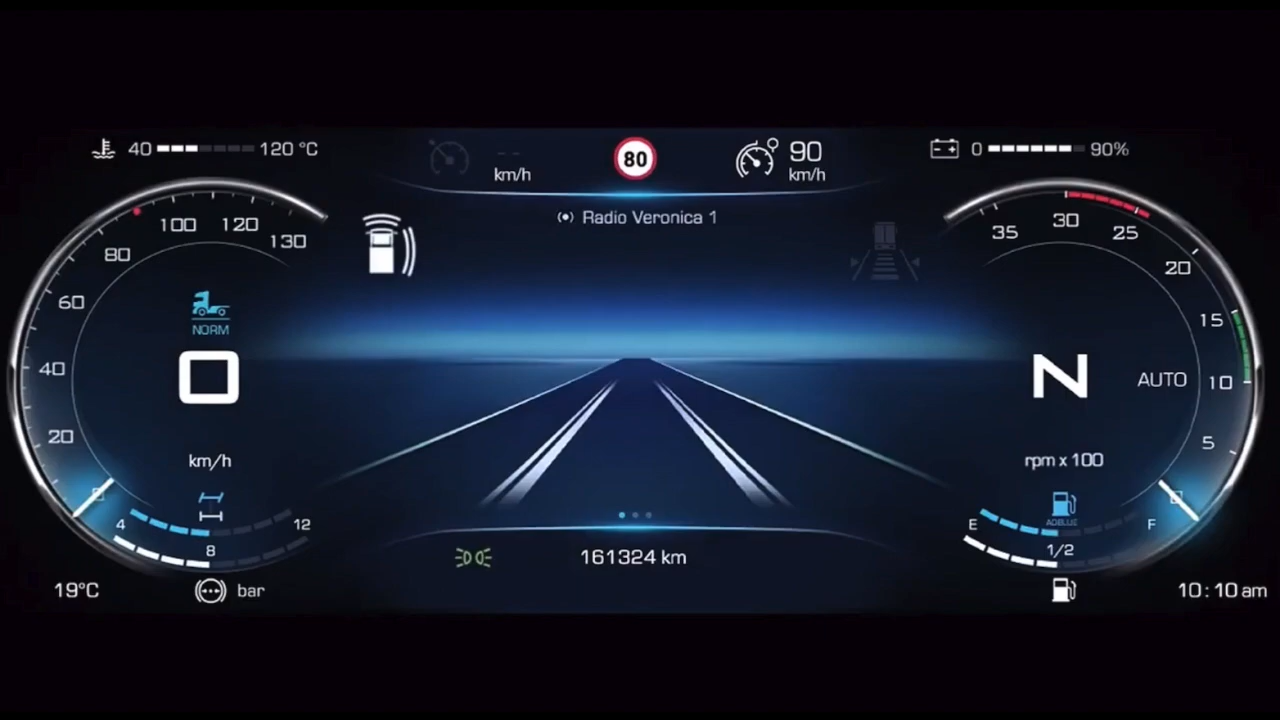 40 120 °C
-- km/h
80
90 km/h
0 90%
Radio Veronica 1
20 40 60 80 100 120 130
NORM
0
km/h
4 8 12
19°C
bar
161324 km
35 30 25 20 15 10 5
N
AUTO
rpm x 100
ADBLUE
E 1/2 F
10:10 am